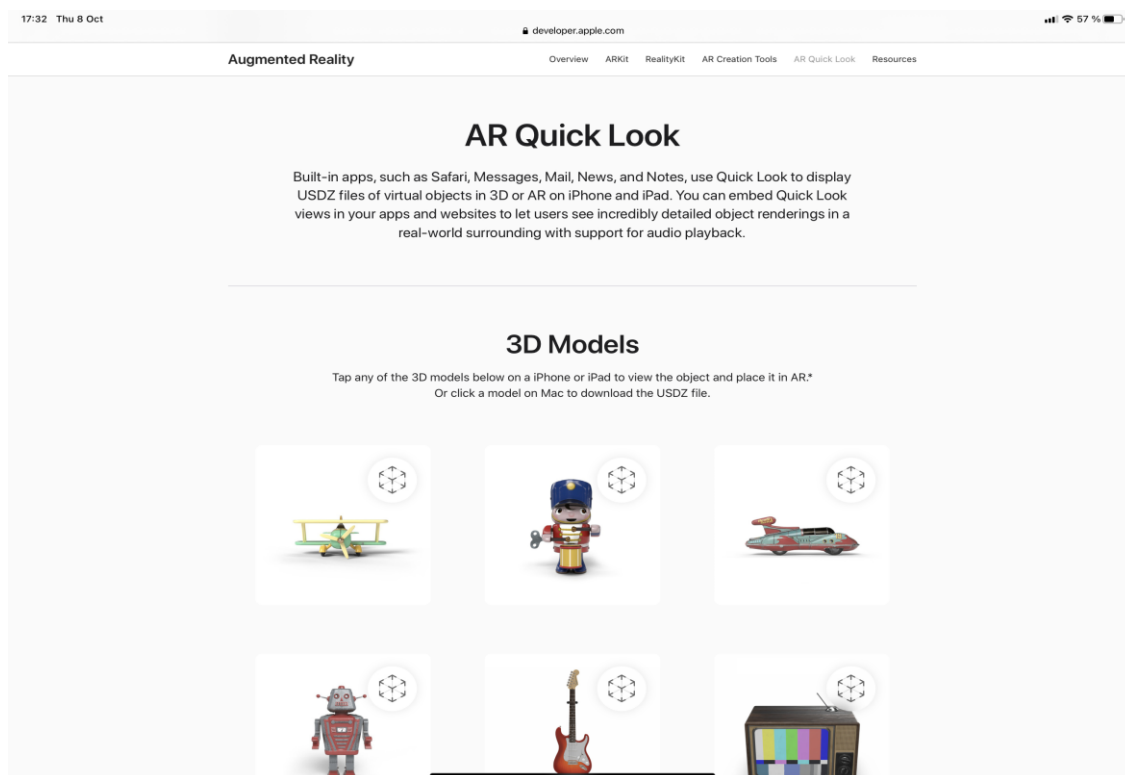 17:32 Thu 8 Oct
57 %
developer.apple.com
Augmented Reality
Overview ARKit RealityKit AR Creation Tools AR Quick Look Resources
AR Quick Look
Built-in apps, such as Safari, Messages, Mail, News, and Notes, use Quick Look to display
USDZ files of virtual objects in 3D or AR on iPhone and iPad. You can embed Quick Look
views in your apps and websites to let users see incredibly detailed object renderings in a
real-world surrounding with support for audio playback.
3D Models
Tap any of the 3D models below on a iPhone or iPad to view the object and place it in AR.*
Or click a model on Mac to download the USDZ file.